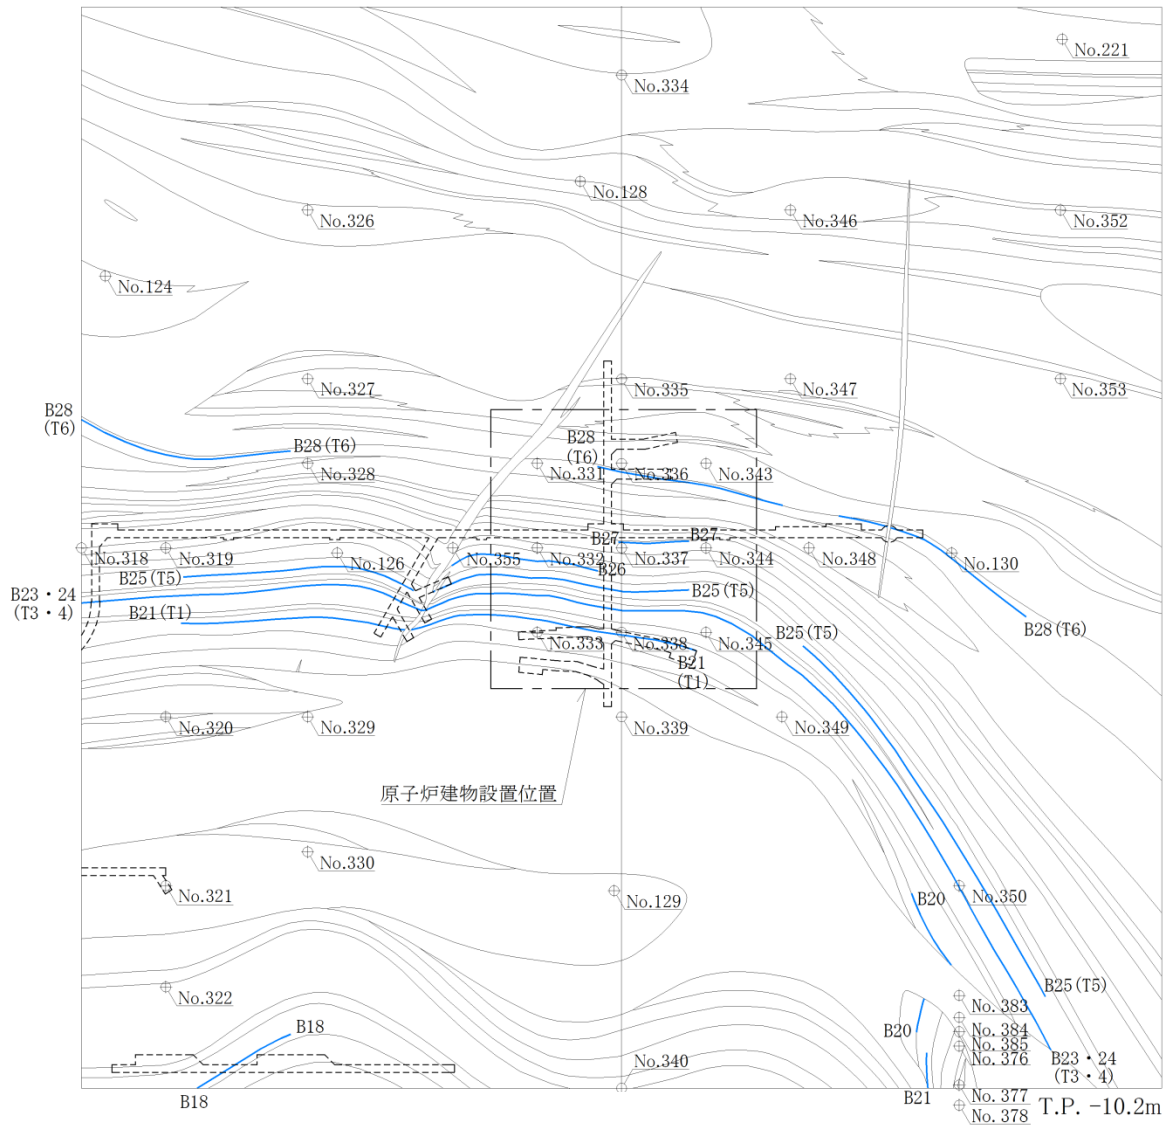 No.221
No.334
No.128
No.326
No.346
No.352
No.124
No.327
No.335
No.347
No.353
B28
(T6)
B28(T6)
B28
(T6)
No.328
No.331
No.336
No.343
B27
B27
No.318
No.319
No.126
No.355
No.332
No.337
No.344
No.348
No.130
B26
B25(T5)
B25(T5)
B23・24
(T3・4)
B21(T1)
B28(T6)
B25(T5)
No.333
No.338
No.345
B21
(T1)
No.320
No.329
No.339
No.349
原子炉建物設置位置
No.330
No.321
No.129
B20
No.350
No.322
B25(T5)
No.383
B18
B20
No.384
No.385
No.376
B23・24
(T3・4)
No.340
B18
B21
No.377
No.378
T.P. -10.2m